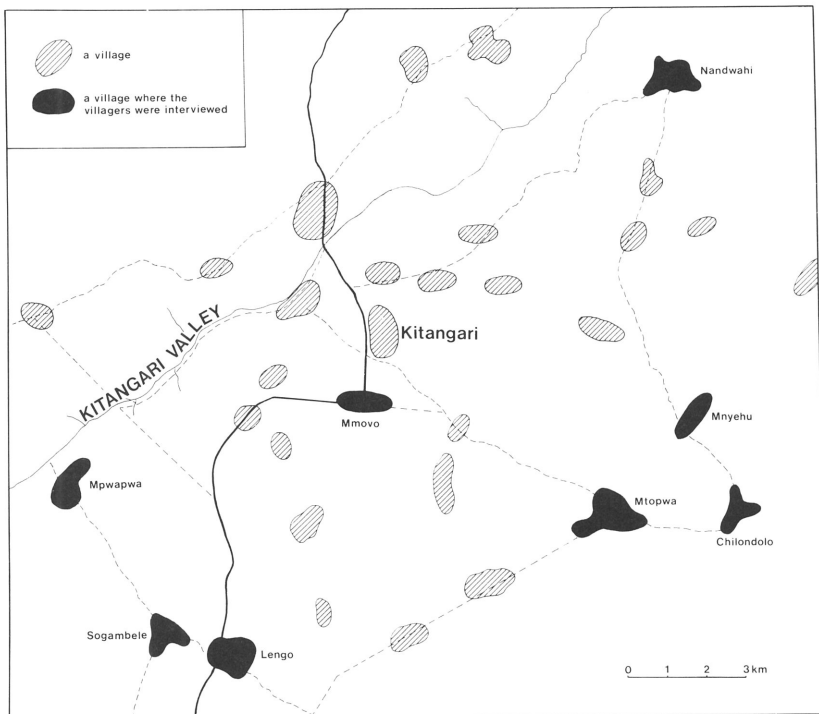 a village
a village where the
villagers were interviewed
Nandwahi
KITANGARI VALLEY
Kitangari
Mmovo
Mnyehu
Mpwapwa
Mtopwa
Chilondolo
Sogambele
Lengo
0 1 2 3 km